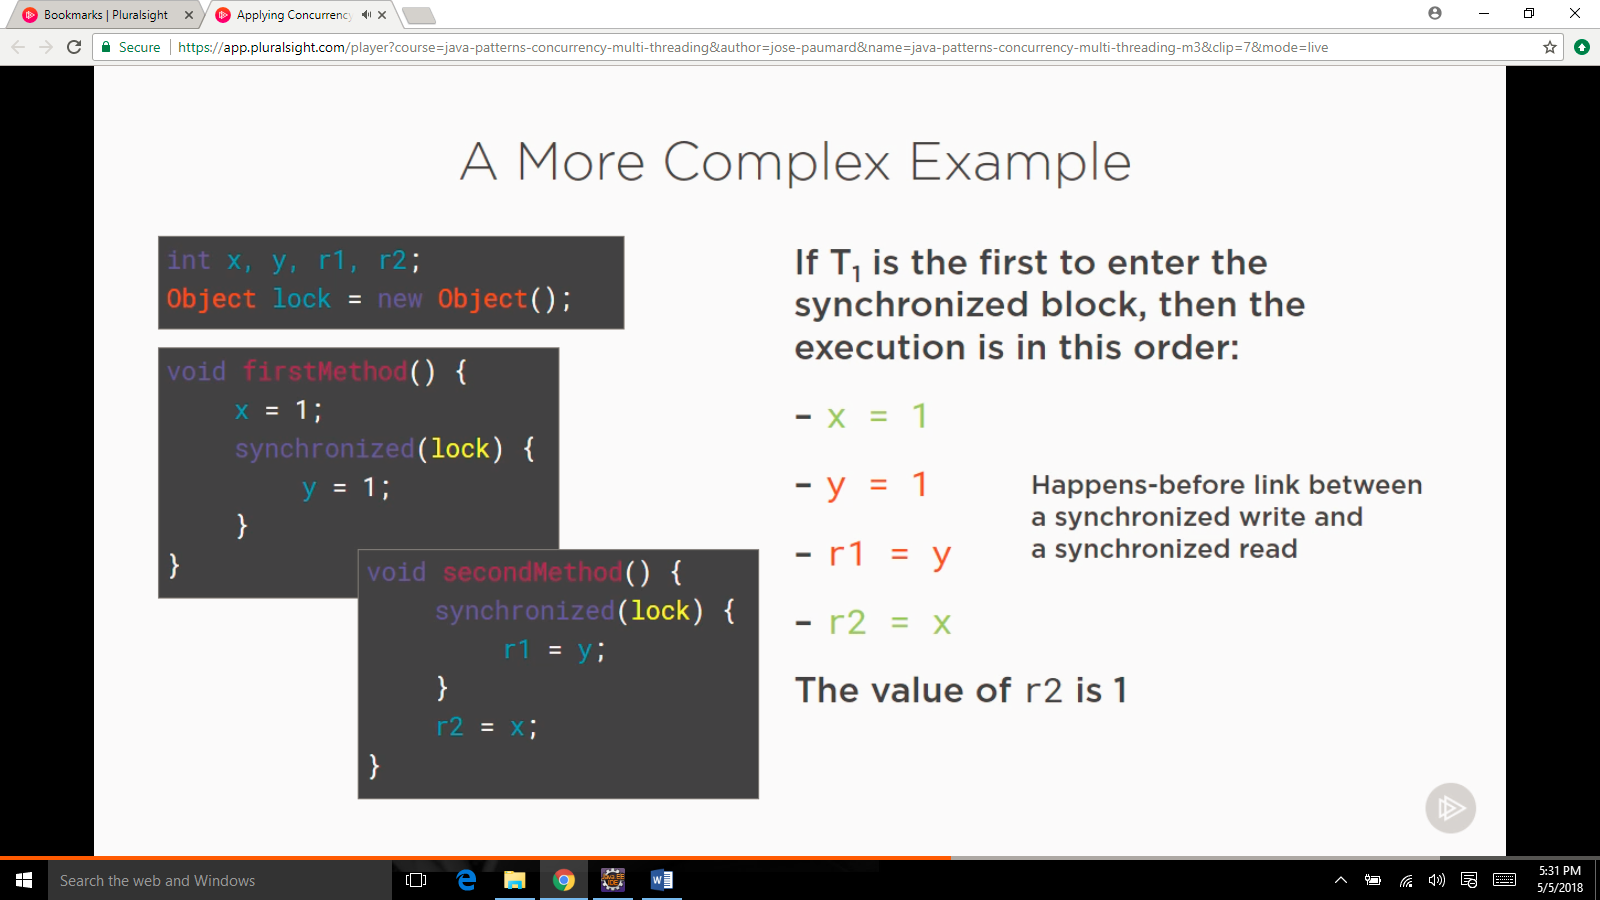 Bookmarks | Pluralsight
Applying Concurrency
Secure
https://app.pluralsight.com/player?course=java-patterns-concurrency-multi-threading&author=jose-paumard&name=java-patterns-concurrency-multi-threading-m3&clip=7&mode=live
A More Complex Example
int x, y, r1, r2;
Object lock = new Object();
void firstMethod() {
x = 1;
synchronized(lock) {
y = 1;
}
}
void secondMethod() {
synchronized(lock) {
r1 = y;
}
r2 = x;
}
If T1 is the first to enter the
synchronized block, then the
execution is in this order:
- x = 1
- y = 1
- r1 = y
- r2 = x
Happens-before link between
a synchronized write and
a synchronized read
The value of r2 is 1
Search the web and Windows
5:31 PM
5/5/2018